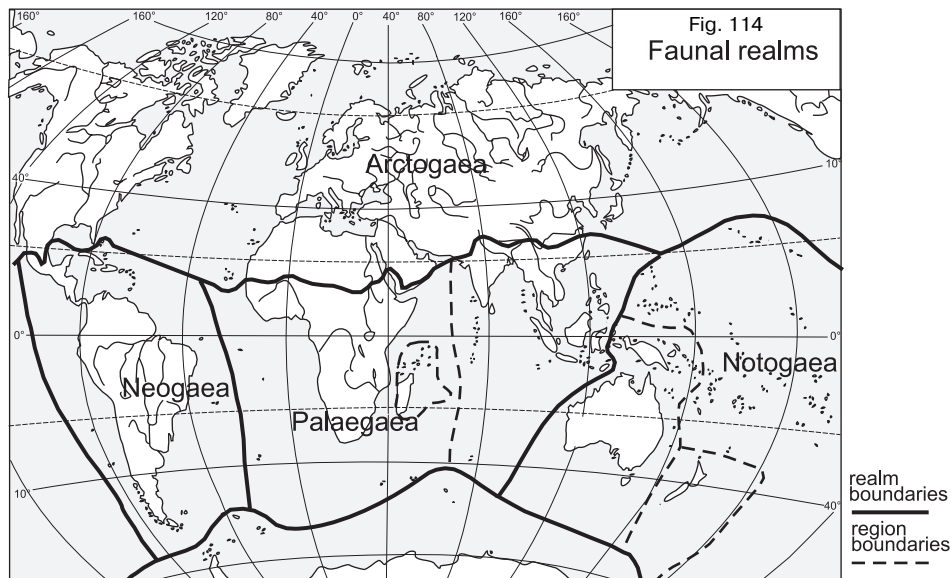 160° 160° 120° 80° 40° 0° 40° 80° 120° 160° 160°
Fig. 114
Faunal realms
Arctogaea
40°
10°
0°
0°
Neogaea
Palaegaea
Notogaea
10°
40°
realm
boundaries
region
boundaries